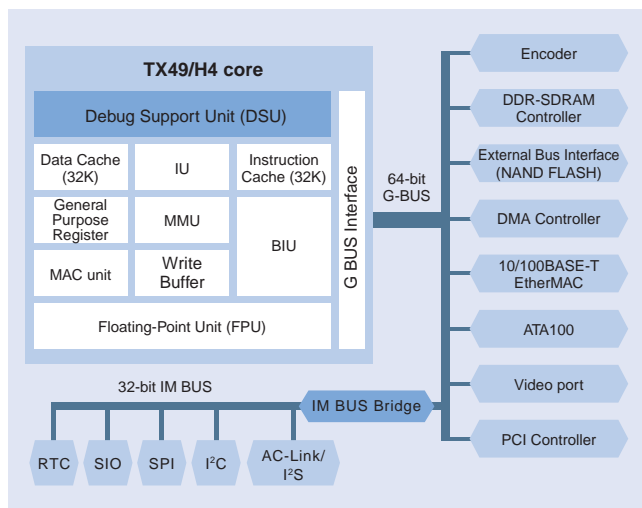 TX49/H4 core
Debug Support Unit (DSU)
Data Cache
(32K)
IU
Instruction
Cache (32K)
General
Purpose
Register
MMU
BIU
MAC unit
Write
Buffer
Floating-Point Unit (FPU)
G BUS Interface
64-bit
G-BUS
Encoder
DDR-SDRAM
Controller
External Bus Interface
(NAND FLASH)
DMA Controller
10/100BASE-T
EtherMAC
ATA100
Video port
PCI Controller
32-bit IM BUS
IM BUS Bridge
RTC
SIO
SPI
I²C
AC-Link/
I²S